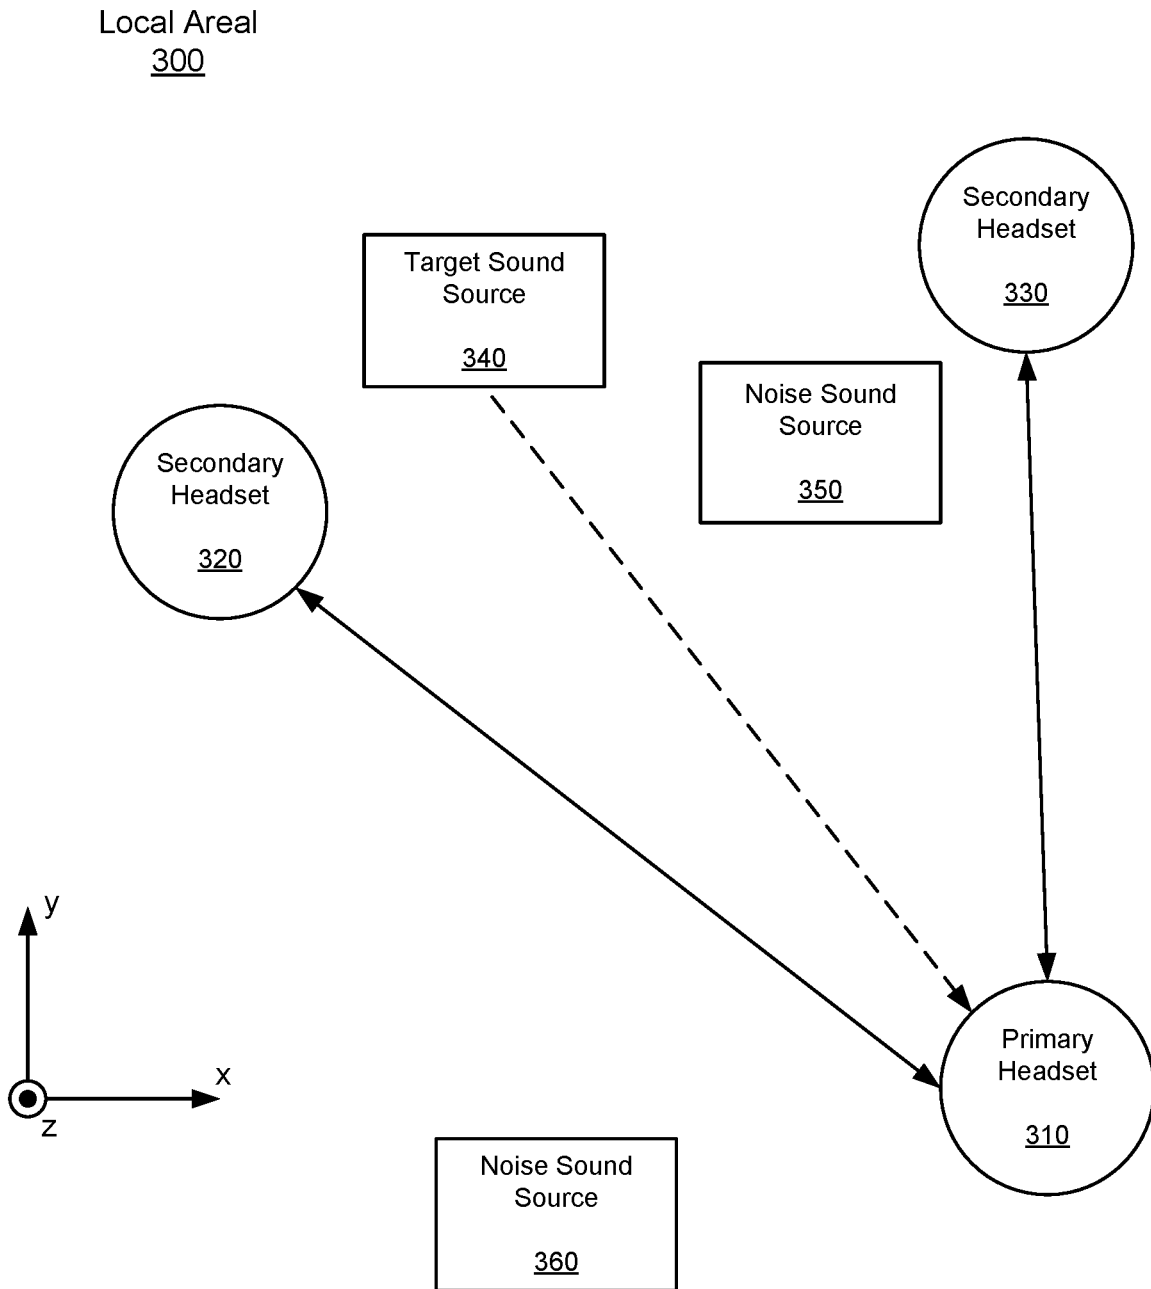 Local Areal
300
Secondary
Headset
330
Target Sound
Source
340
Noise Sound
Source
350
Secondary
Headset
320
y
x
z
Primary
Headset
310
Noise Sound
Source
360